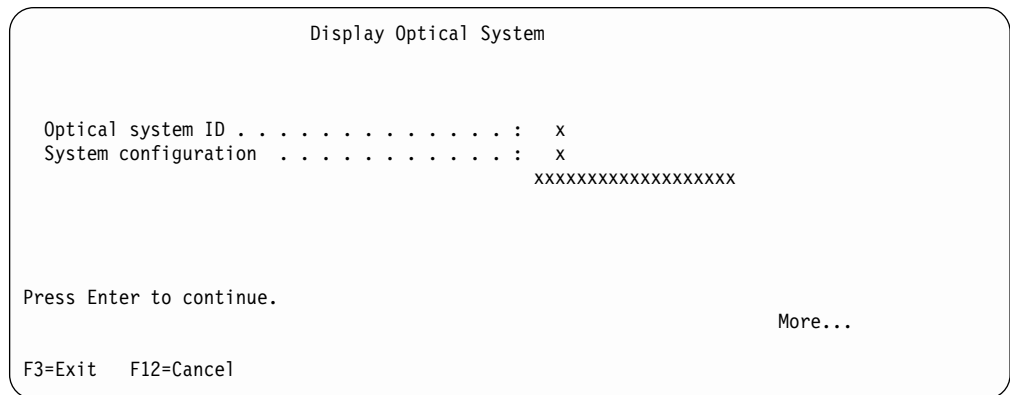 Display Optical System
Optical system ID . . . . . . . . . . . . . : x
System configuration . . . . . . . . . . . : x
xxxxxxxxxxxxxxxxxxx
Press Enter to continue.
More...
F3=Exit F12=Cancel